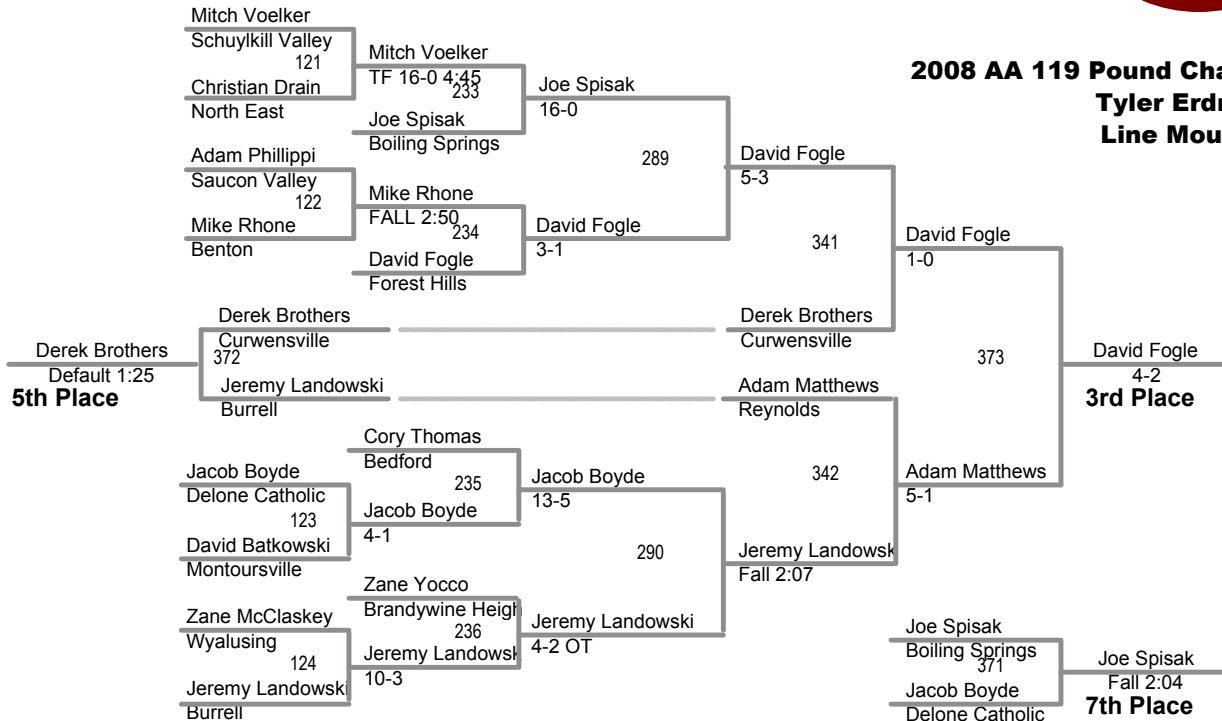 Mitch Voelker
Schuylkill Valley
121
Christian Drain
North East
Mitch Voelker
TF 16-0 4:45
233
Joe Spisak
Boiling Springs
Joe Spisak
16-0
2008 AA 119 Pound Cha
Tyler Erd
Line Mou
Adam Phillippi
Saucon Valley
122
Mike Rhone
Benton
Mike Rhone
FALL 2:50
234
David Fogle
Forest Hills
David Fogle
3-1
289
David Fogle
5-3
341
David Fogle
1-0
Derek Brothers
Curwensville
Derek Brothers
Curwensville
Derek Brothers
Default 1:25
5th Place
372
Jeremy Landowski
Burrell
Adam Matthews
Reynolds
373
David Fogle
4-2
3rd Place
Cory Thomas
Bedford
235
Jacob Boyde
Delone Catholic
123
David Batkowski
Montoursville
Jacob Boyde
4-1
Jacob Boyde
13-5
342
Adam Matthews
5-1
290
Jeremy Landowsk
Fall 2:07
Zane Yocco
Brandywine Heigh
236
Zane McClaskey
Wyalusing
124
Jeremy Landowski
Burrell
Jeremy Landowsk
10-3
Jeremy Landowski
4-2 OT
Joe Spisak
Boiling Springs
371
Jacob Boyde
Delone Catholic
Joe Spisak
Fall 2:04
7th Place